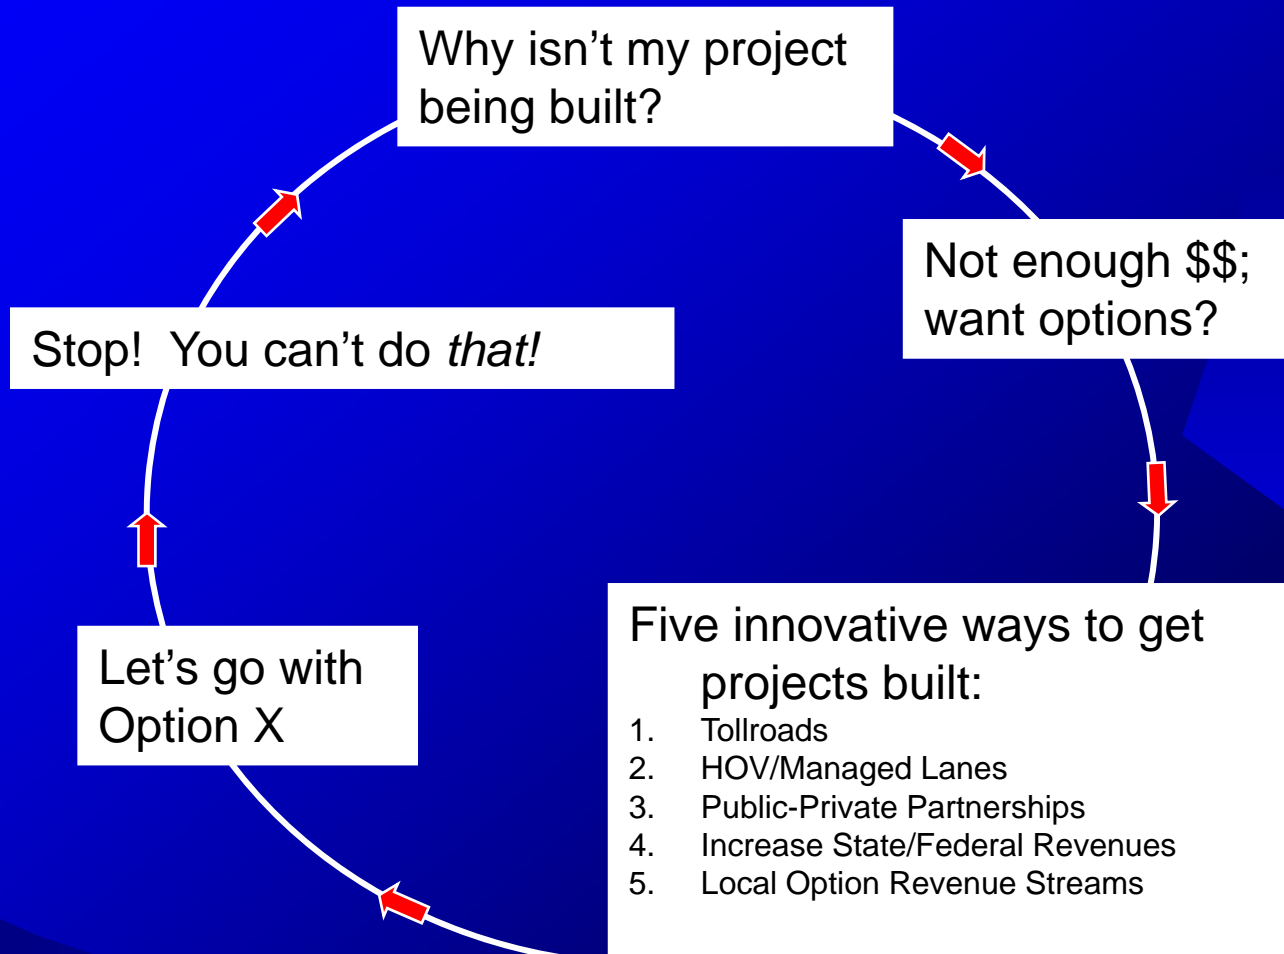 Why isn’t my project
being built?
Not enough $$;
want options?
Stop!  You can’t do that!
Five innovative ways to get
projects built:
1. Tollroads
2. HOV/Managed Lanes
3. Public-Private Partnerships
4. Increase State/Federal Revenues
5. Local Option Revenue Streams
Let’s go with
Option X